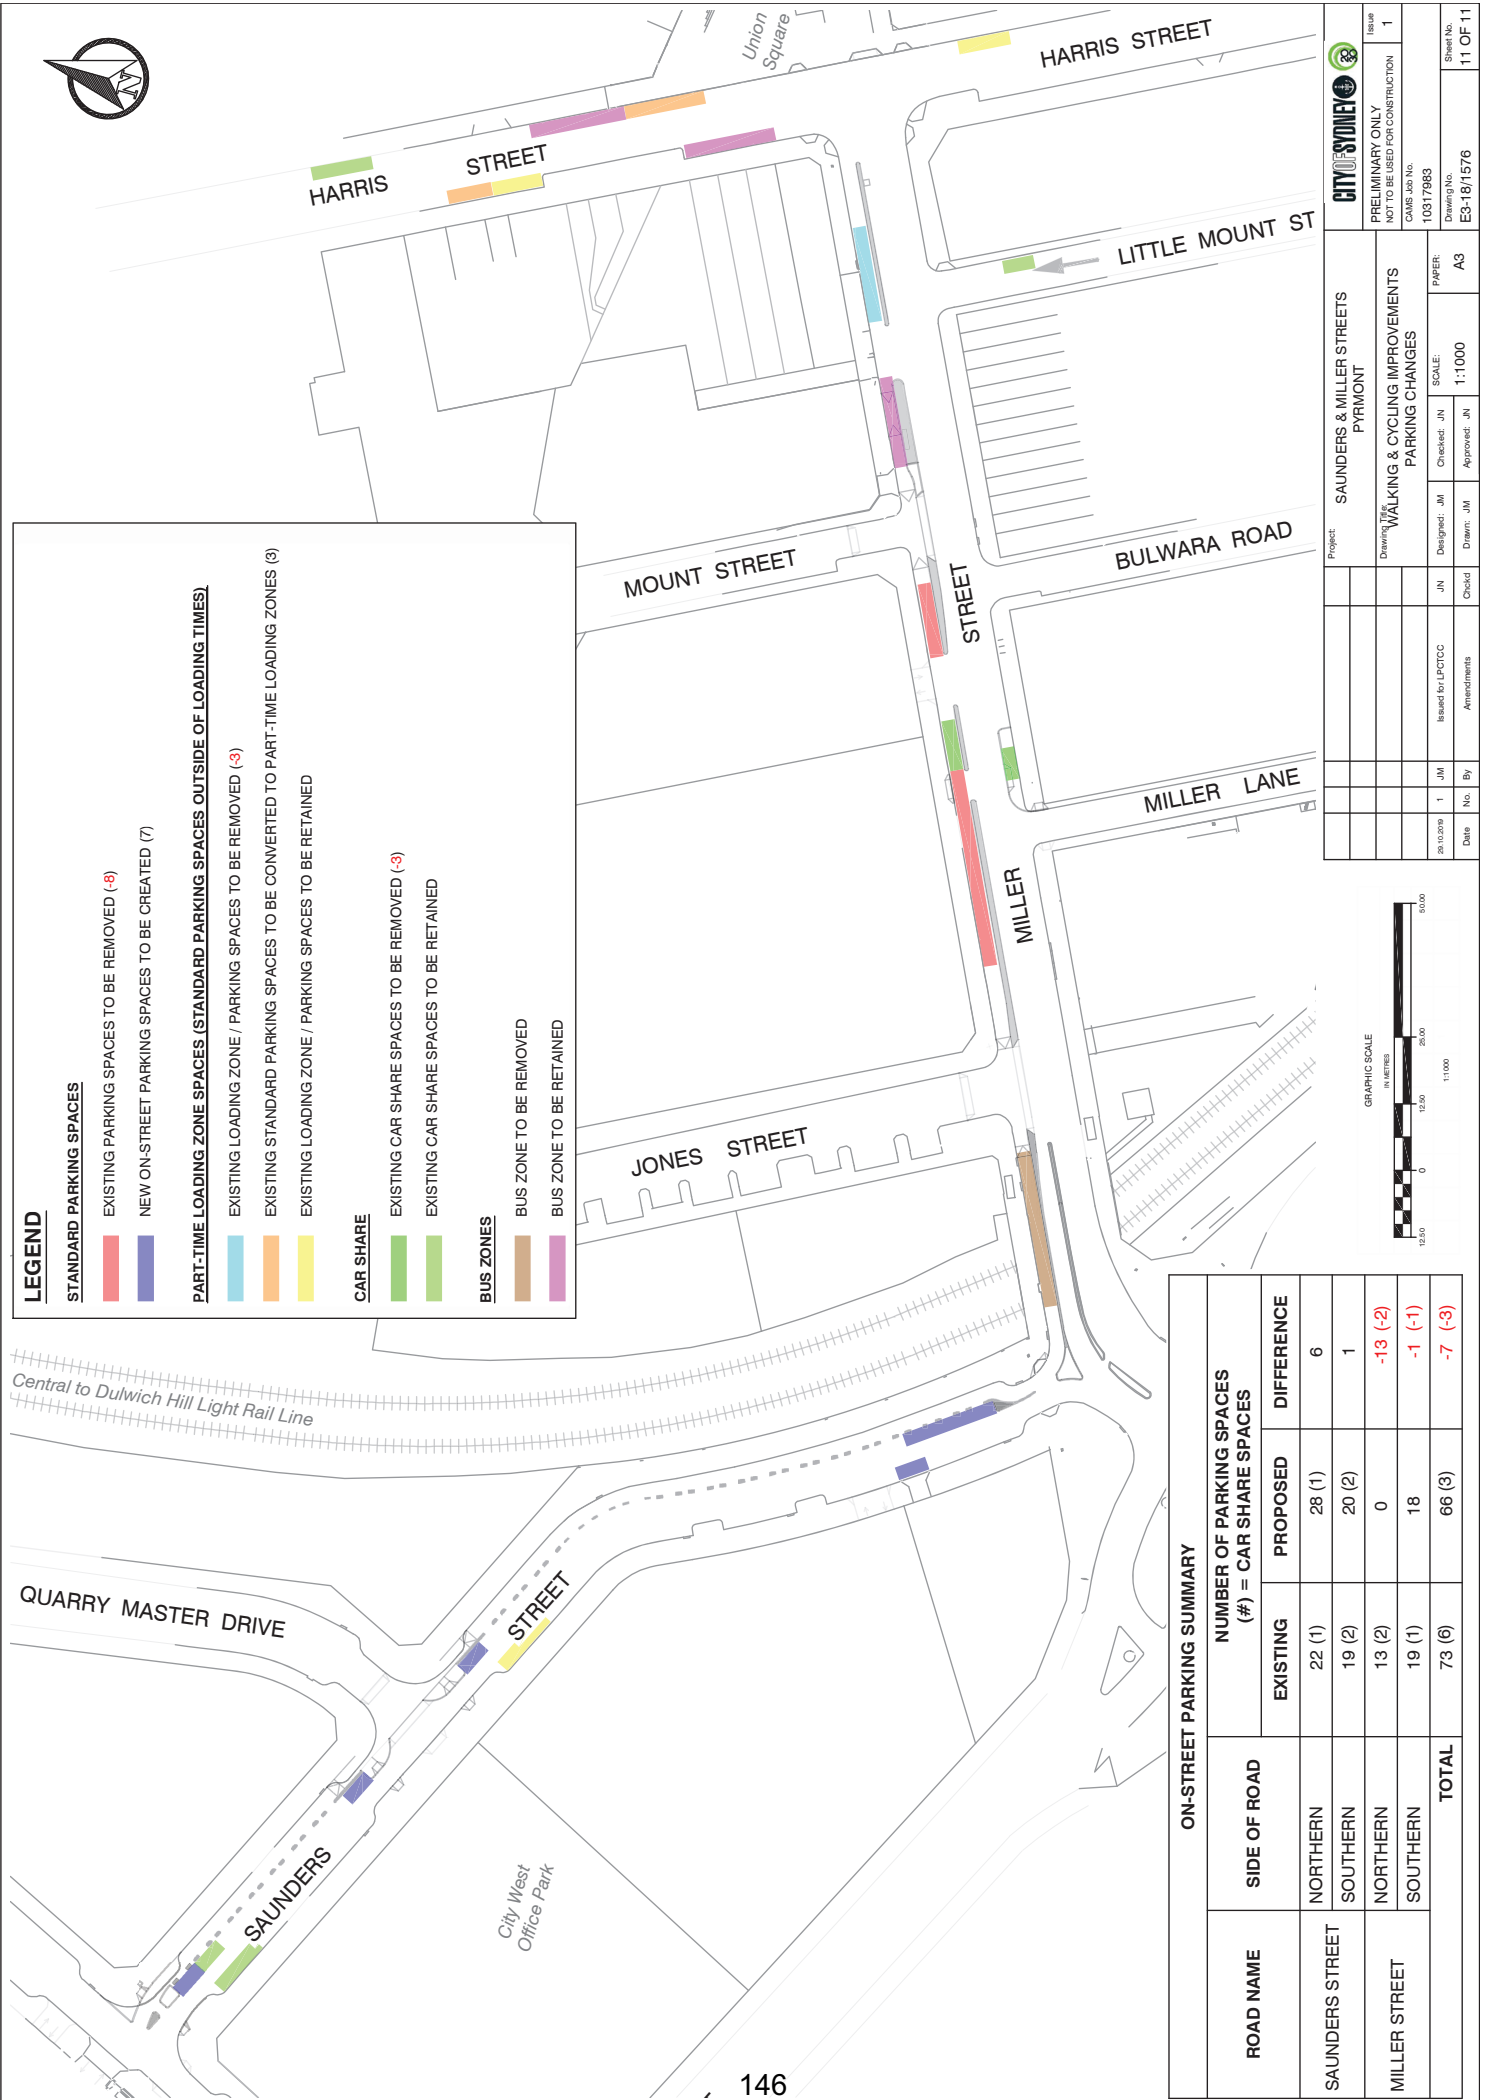 LEGEND
STANDARD PARKING SPACES
EXISTING PARKING SPACES TO BE REMOVED (-8)
NEW ON-STREET PARKING SPACES TO BE CREATED (7)
PART-TIME LOADING ZONE SPACES (STANDARD PARKING SPACES OUTSIDE OF LOADING TIMES)
EXISTING LOADING ZONE / PARKING SPACES TO BE REMOVED (-3)
EXISTING STANDARD PARKING SPACES TO BE CONVERTED TO PART-TIME LOADING ZONES (3)
EXISTING LOADING ZONE / PARKING SPACES TO BE RETAINED
CAR SHARE
EXISTING CAR SHARE SPACES TO BE REMOVED (-3)
EXISTING CAR SHARE SPACES TO BE RETAINED
BUS ZONES
BUS ZONE TO BE REMOVED
BUS ZONE TO BE RETAINED
N
Union
Square
HARRIS STREET
HARRIS STREET
LITTLE MOUNT ST
MOUNT STREET
BULWARA ROAD
MILLER STREET
MILLER LANE
JONES STREET
Central to Dulwich Hill Light Rail Line
QUARRY MASTER DRIVE
SAUNDERS STREET
City West
Office Park
ON-STREET PARKING SUMMARY
ROAD NAME SIDE OF ROAD NUMBER OF PARKING SPACES
(#) = CAR SHARE SPACES
EXISTING PROPOSED DIFFERENCE
SAUNDERS STREET NORTHERN 22 (1) 28 (1) 6
SOUTHERN 19 (2) 20 (2) 1
MILLER STREET NORTHERN 13 (2) 0 -13 (-2)
SOUTHERN 19 (1) 18 -1 (-1)
TOTAL 73 (6) 66 (3) -7 (-3)
GRAPHIC SCALE
IN METRES
12.50 0 12.50 25.00 50.00
1:1000
29.10.2019 1 JM Issued for LPCTCC JN
Date No. By Amendments Chckd
Project:
SAUNDERS & MILLER STREETS
PYRMONT
Drawing Title:
WALKING & CYCLING IMPROVEMENTS
PARKING CHANGES
Designed: JM Checked: JN
Drawn: JM Approved: JN
SCALE:
1:1000
PAPER:
A3
CITY OF SYDNEY
2030
PRELIMINARY ONLY
NOT TO BE USED FOR CONSTRUCTION
Issue
1
CAMS Job No.
10317983
Drawing No.
E3-18/1576
Sheet No.
11 OF 11
146